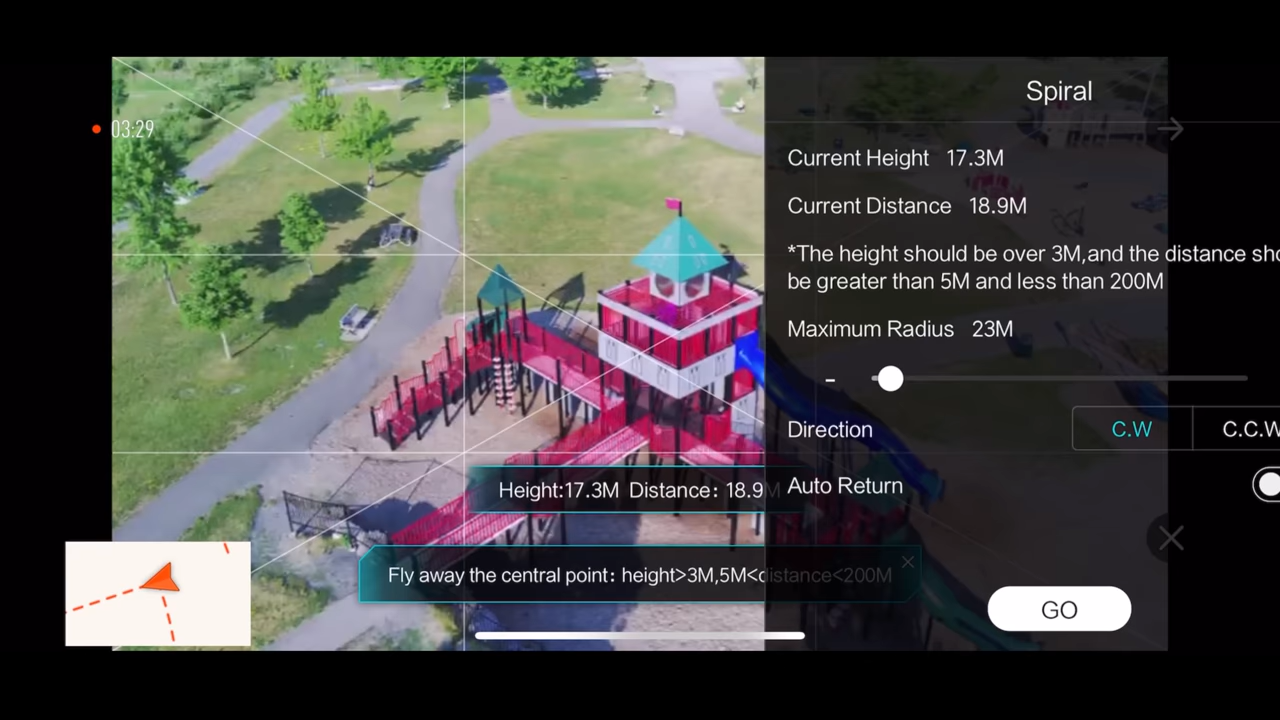 Spiral
03:29
Current Height 17.3M
Current Distance 18.9M
*The height should be over 3M,and the distance sho
be greater than 5M and less than 200M
Maximum Radius 23M
-
Direction C.W C.C.W
Height:17.3M Distance: 18.9M
Auto Return
Fly away the central point: height>3M,5M<distance<200M
GO